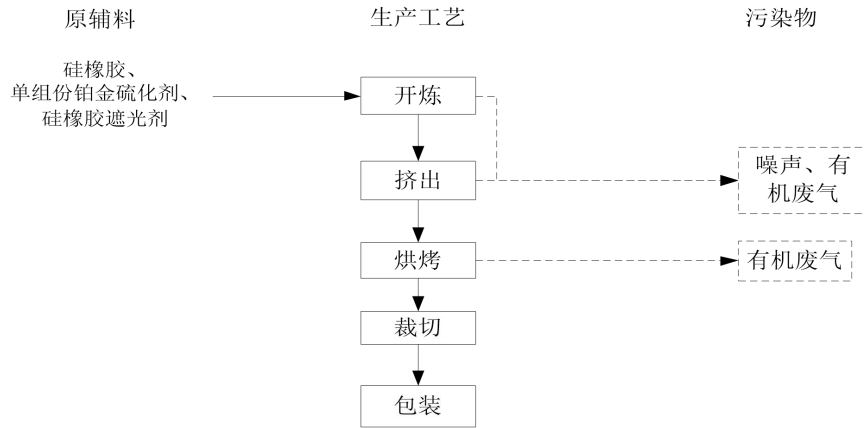 原辅料
生产工艺
污染物
硅橡胶、
单组份铂金硫化剂、
硅橡胶遮光剂
开炼
挤出
噪声、有
机废气
烘烤
有机废气
裁切
包装